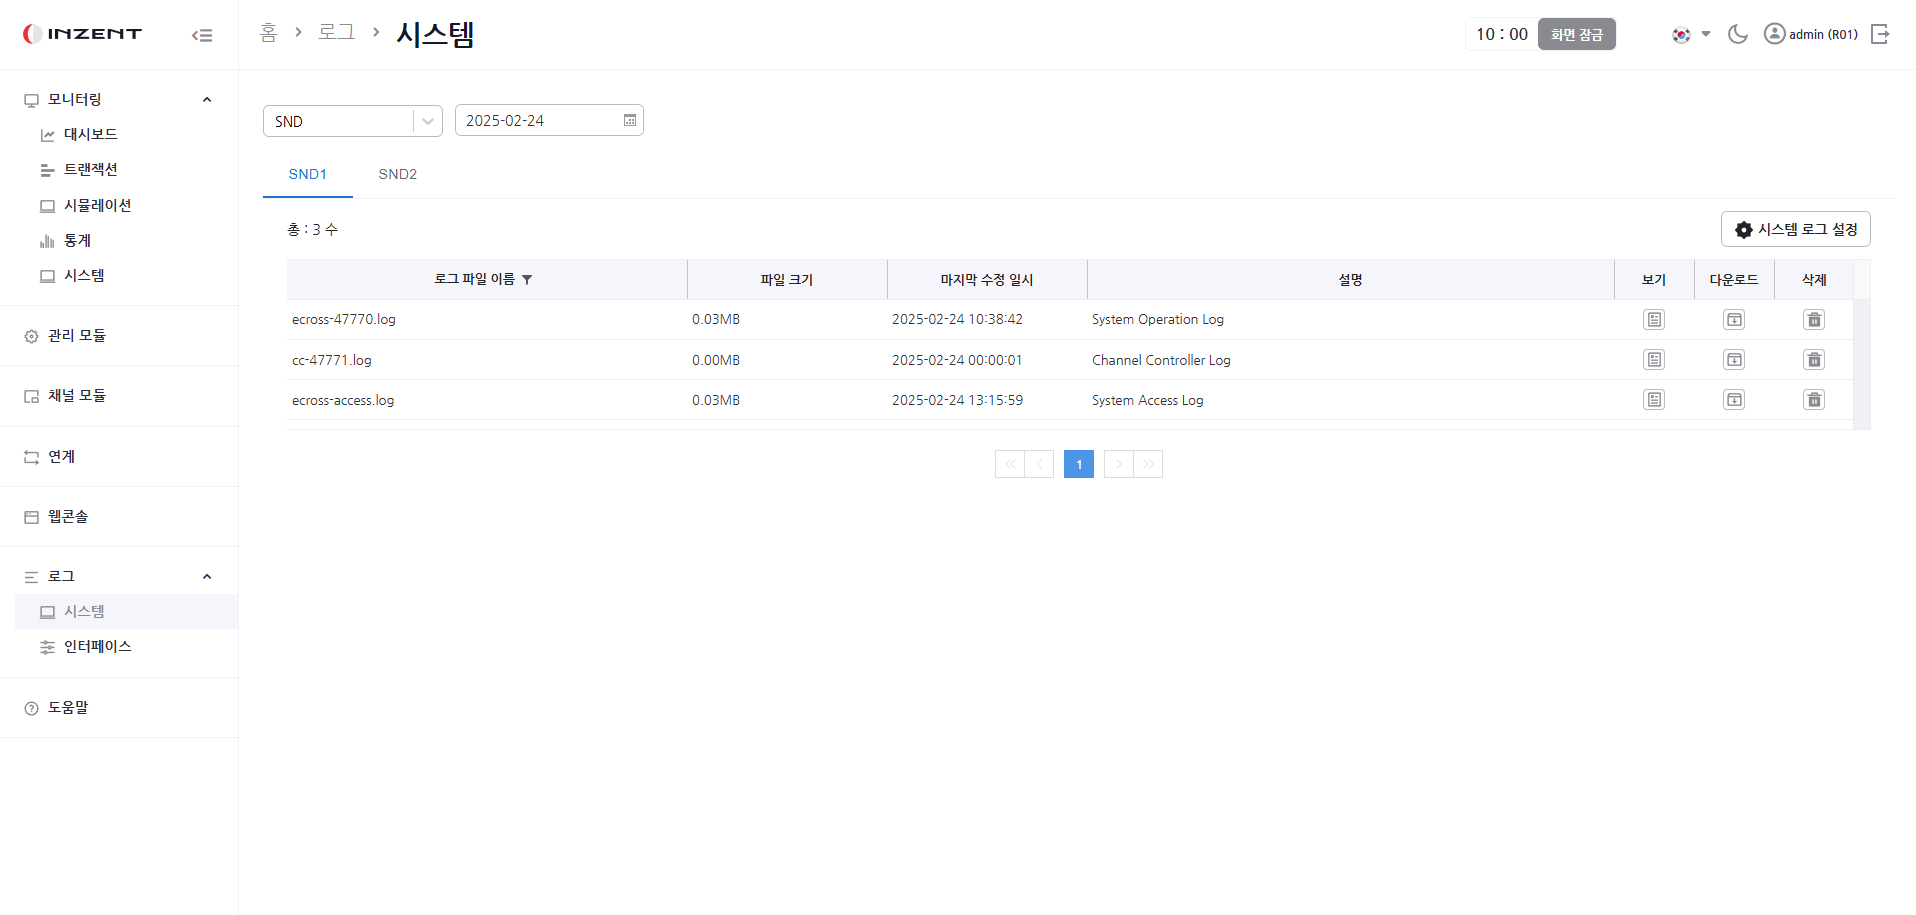 INZENT
홈 > 로그 > 시스템
10 : 00 화면 잠금
admin (R01)
모니터링
대시보드
트랜잭션
시뮬레이션
통계
시스템
관리 모듈
채널 모듈
연계
웹콘솔
로그
시스템
인터페이스
도움말
SND
2025-02-24
SND1 SND2
총 : 3 수
시스템 로그 설정
로그 파일 이름 파일 크기 마지막 수정 일시 설명 보기 다운로드 삭제
ecross-47770.log 0.03MB 2025-02-24 10:38:42 System Operation Log
cc-47771.log 0.00MB 2025-02-24 00:00:01 Channel Controller Log
ecross-access.log 0.03MB 2025-02-24 13:15:59 System Access Log
1